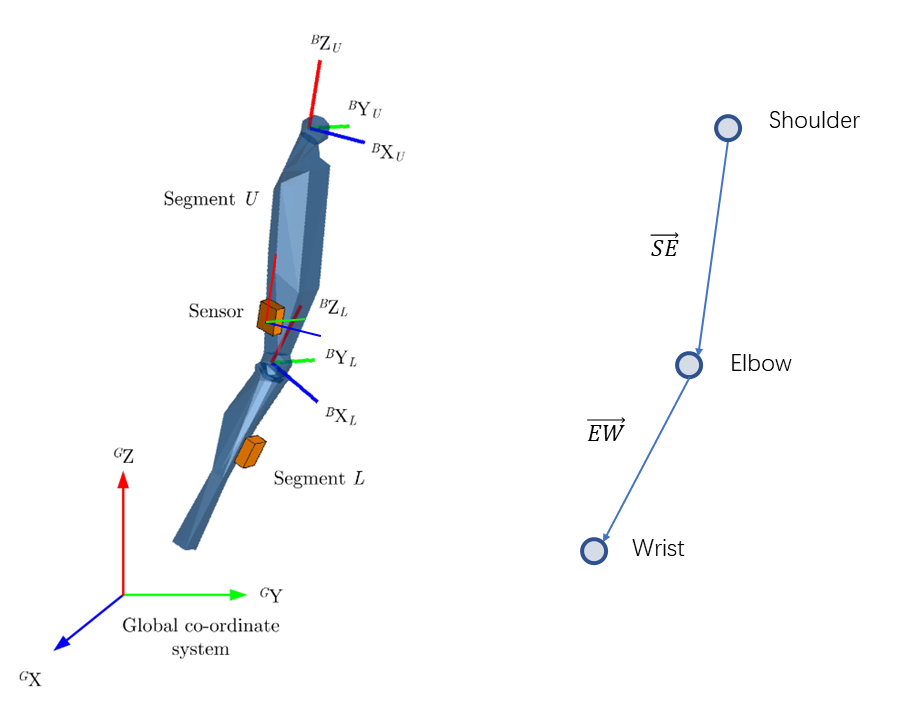 ᴮZ_U
ᴮY_U
ᴮX_U
Segment U
Sensor
ᴮZ_L
ᴮY_L
ᴮX_L
Segment L
ᴳZ
ᴳY
Global co-ordinate
system
ᴳX
Shoulder
SE
Elbow
EW
Wrist